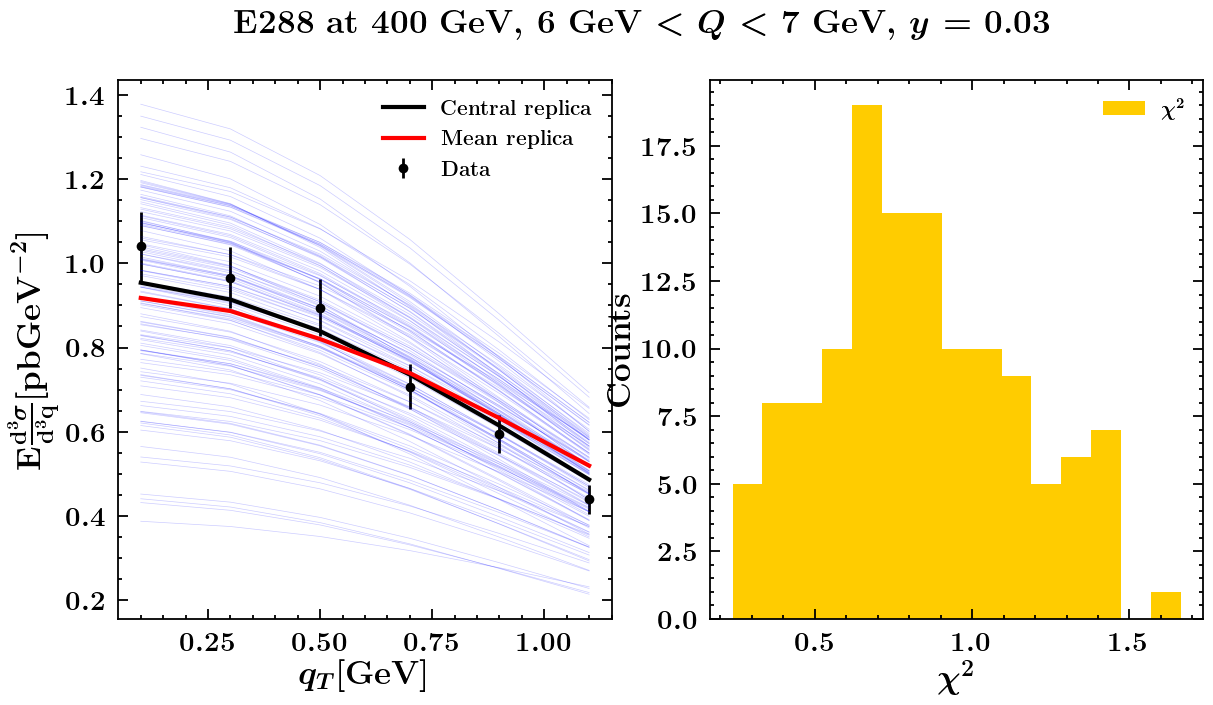 E288 at 400 GeV, 6 GeV < Q < 7 GeV, y = 0.03
1.4
1.2
1.0
0.8
0.6
0.4
0.2
E d³σ/d³q [pbGeV⁻²]
Central replica
Mean replica
Data
0.25 0.50 0.75 1.00
q_T[GeV]
17.5
15.0
12.5
10.0
7.5
5.0
2.5
0.0
Counts
χ²
0.5 1.0 1.5
χ²